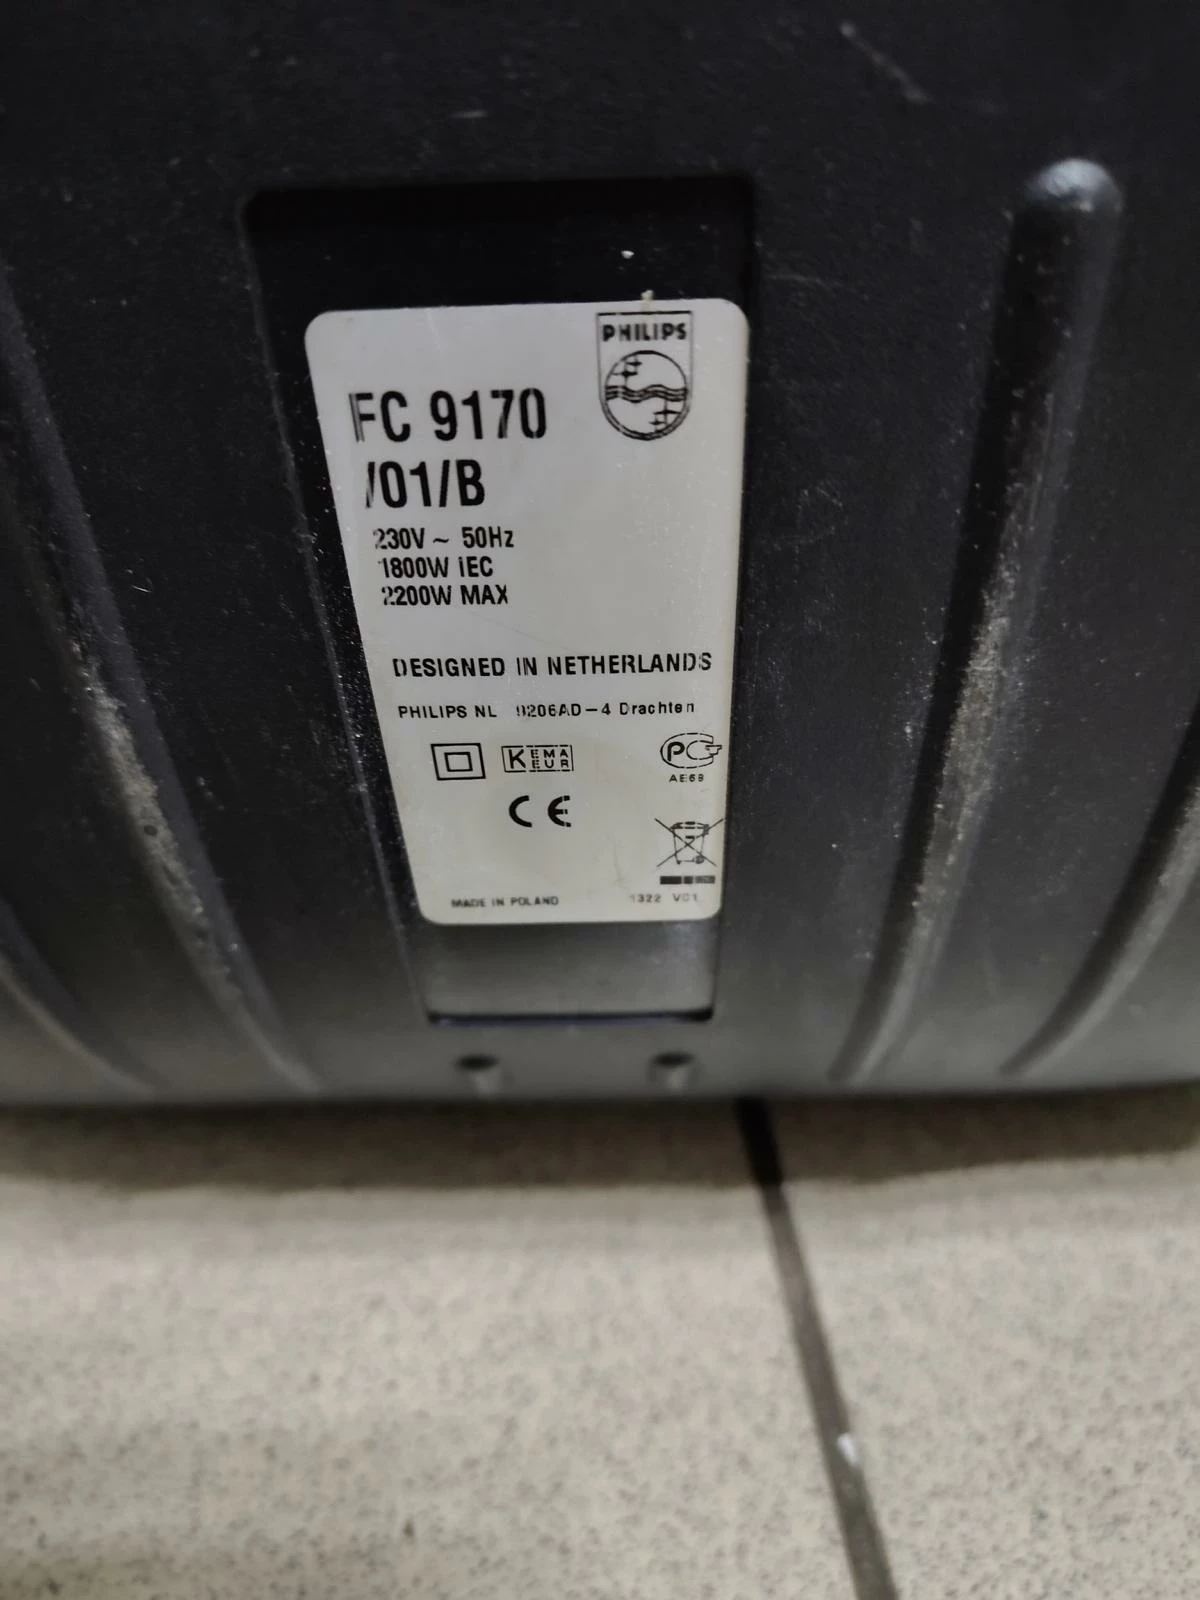 PHILIPS
FC 9170
/01/B
230V ~ 50Hz
1800W IEC
2200W MAX
DESIGNED IN NETHERLANDS
PHILIPS NL 9206AD-4 Drachten
KEMA
EUR
PC
AE68
CE
MADE IN POLAND 1322 V01